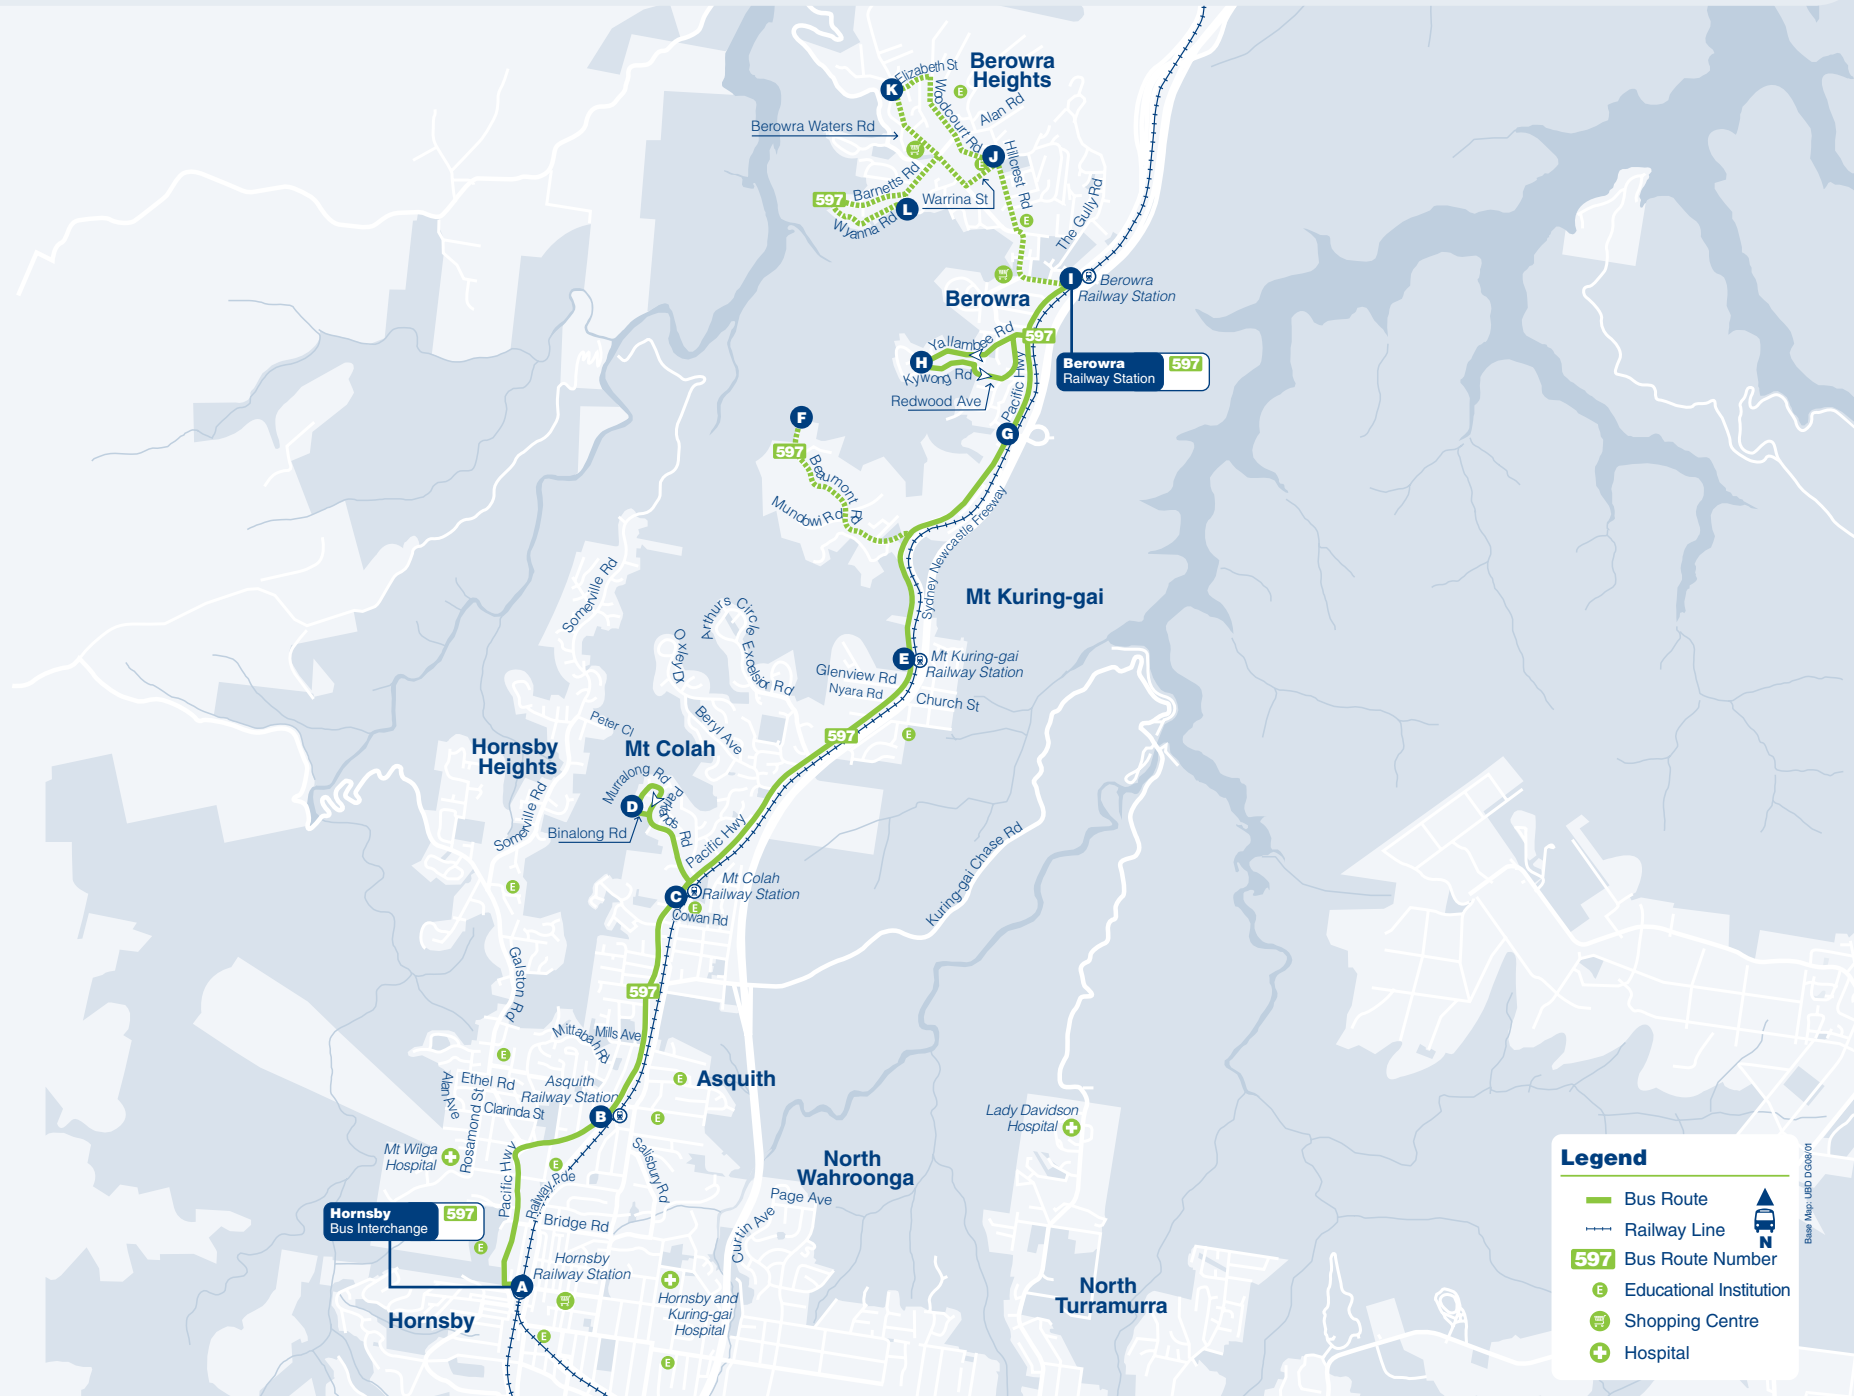 Berowra
Heights
Elizabeth St
K
E
Woodcourt Rd
Alan Rd
Berowra Waters Rd
J
E
Hillcrest Rd
Barnetts Rd
597
L
Warrina St
Wyanna Rd
E
The Gully Rd
I
Berowra
Railway Station
Berowra
Yallambee Rd
597
H
Kywong Rd
Redwood Ave
Pacific Hwy
Berowra
Railway Station
597
F
597
Beaumont Rd
Mundowi Rd
G
Sydney Newcastle Freeway
Mt Kuring-gai
Somerville Rd
Arthurs Circle
Oxley Dr
Excelsior Rd
E
Mt Kuring-gai
Railway Station
Glenview Rd
Nyara Rd
Church St
E
597
Peter Cl
Beryl Ave
Hornsby
Heights
Mt Colah
Murralong Rd
D
Parklands Rd
Binalong Rd
Somerville Rd
Pacific Hwy
E
Mt Colah
Railway Station
C
E
Cowan Rd
Kuring-gai Chase Rd
Galston Rd
597
Mittabah Rd
Mills Ave
E
Asquith
E
Alan Ave
Ethel Rd
Rosamond St
Clarinda St
Asquith
Railway Station
B
E
Mt Wilga
Hospital
Pacific Hwy
E
Railway Pde
Salisbury Rd
Lady Davidson
Hospital
North
Wahroonga
Page Ave
Curtin Ave
Bridge Rd
Hornsby
Bus Interchange
597
E
Hornsby
Railway Station
A
Hornsby
E
Hornsby and
Kuring-gai
Hospital
E
North
Turramurra
Legend
Bus Route
Railway Line
N
597
Bus Route Number
E
Educational Institution
Shopping Centre
Hospital
Base Map: UBD DG08/01